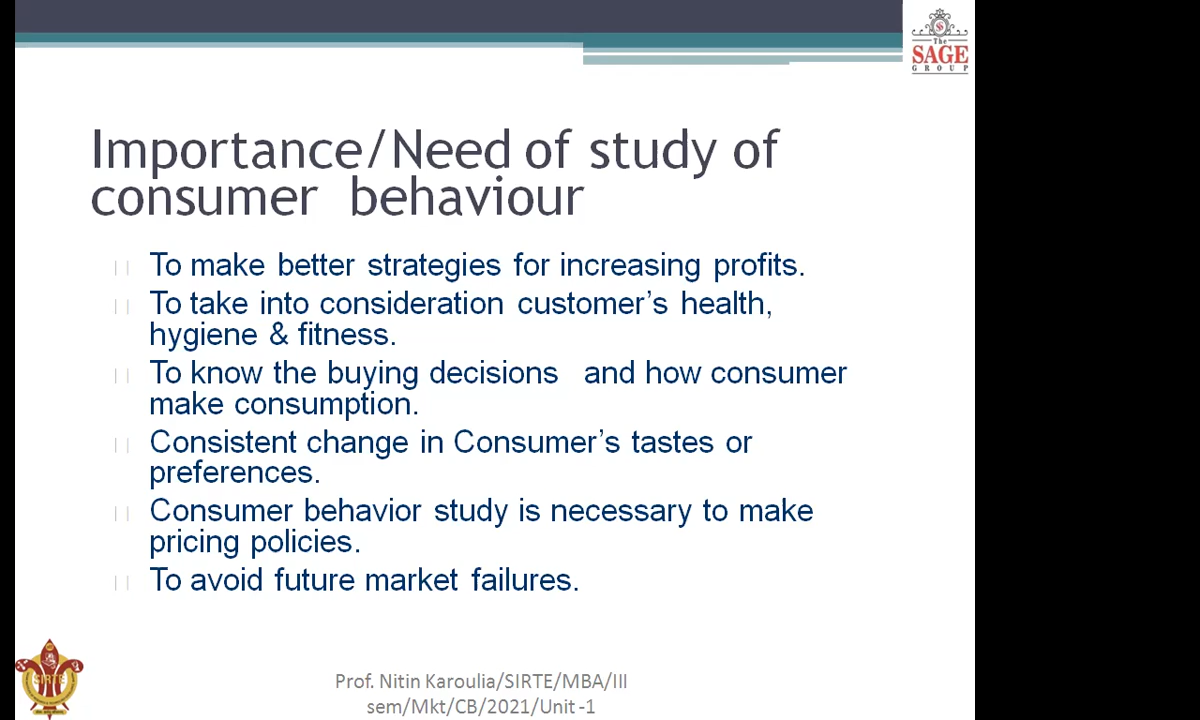 The
SAGE
GROUP
Importance/Need of study of
consumer behaviour
To make better strategies for increasing profits.
To take into consideration customer's health,
hygiene & fitness.
To know the buying decisions and how consumer
make consumption.
Consistent change in Consumer's tastes or
preferences.
Consumer behavior study is necessary to make
pricing policies.
To avoid future market failures.
SIRTE
Prof. Nitin Karoulia/SIRTE/MBA/III
sem/Mkt/CB/2021/Unit -1